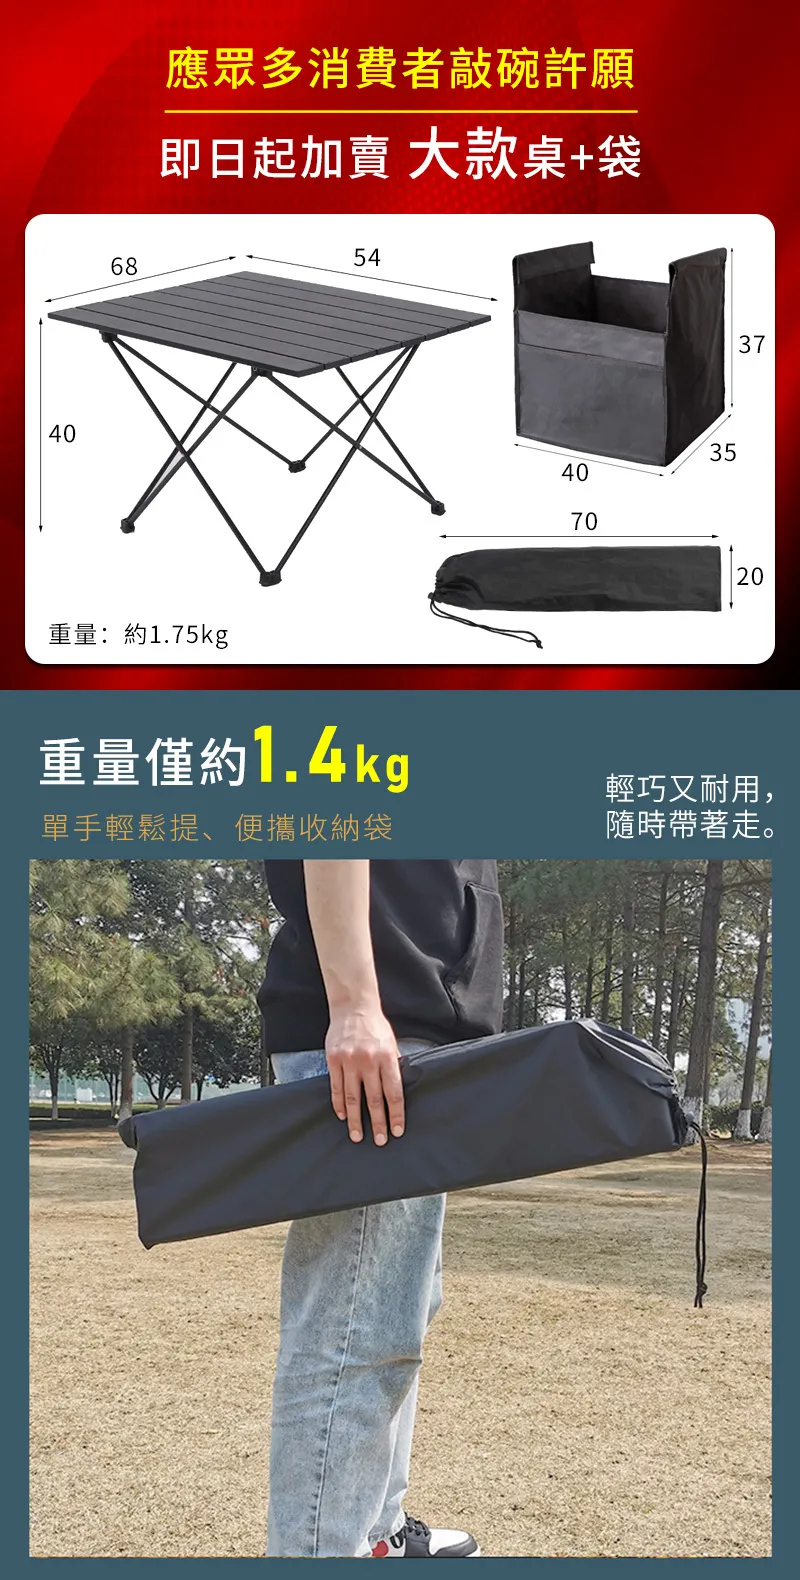 應眾多消費者敲碗許願
即日起加賣 大款桌+袋
68
54
40
37
35
40
70
20
重量：約1.75kg
重量僅約1.4kg
單手輕鬆提、便攜收納袋
輕巧又耐用，
隨時帶著走。